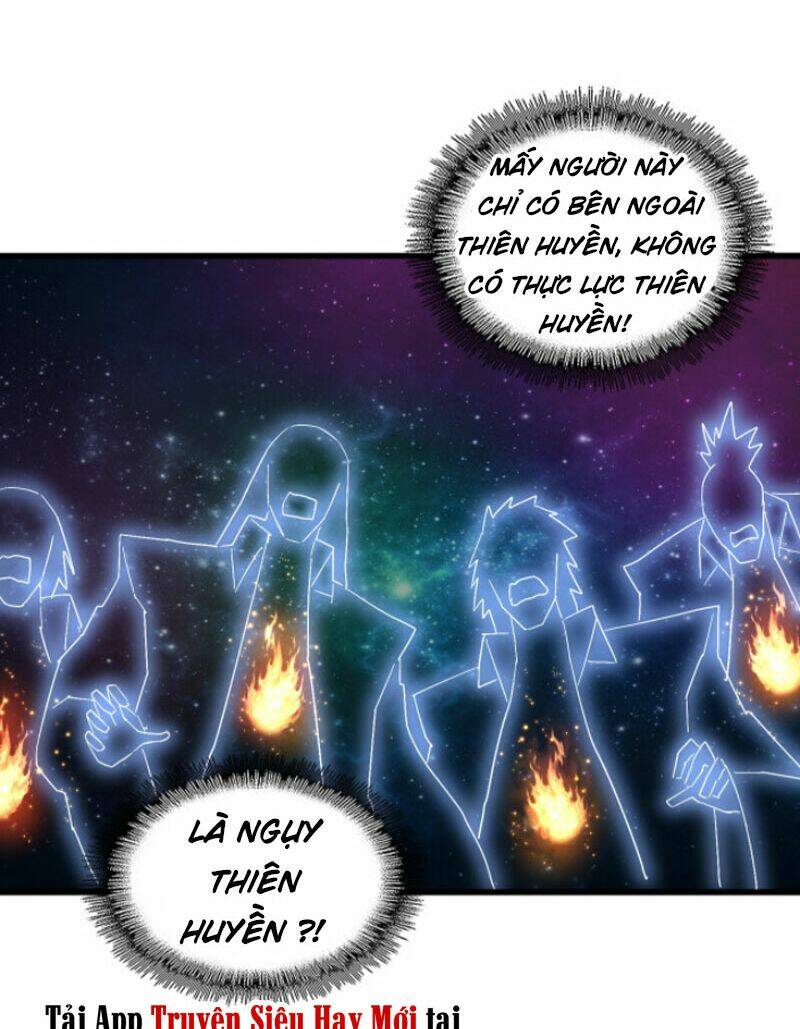 MẤY NGƯỜI NÀY
CHỈ CÓ BÊN NGOÀI
THIÊN HUYỀN, KHÔNG
CÓ THỰC LỰC THIÊN
HUYỀN!
LÀ NGỤY
THIÊN
HUYỀN ?!
Tải App Truyện Siêu Hay Mới tại